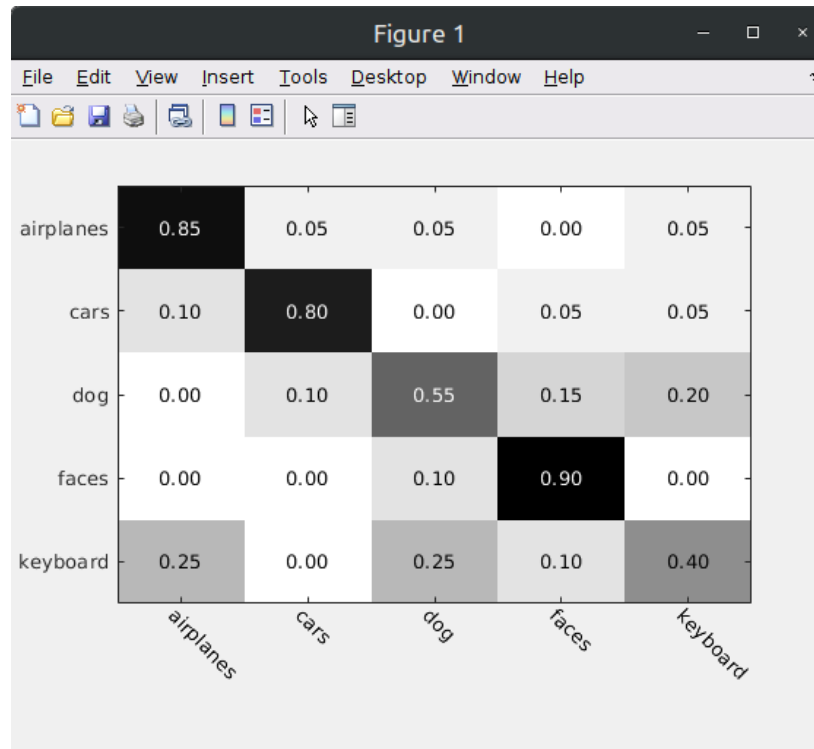 Figure 1
File Edit View Insert Tools Desktop Window Help
airplanes 0.85 0.05 0.05 0.00 0.05
cars 0.10 0.80 0.00 0.05 0.05
dog 0.00 0.10 0.55 0.15 0.20
faces 0.00 0.00 0.10 0.90 0.00
keyboard 0.25 0.00 0.25 0.10 0.40
airplanes cars dog faces keyboard